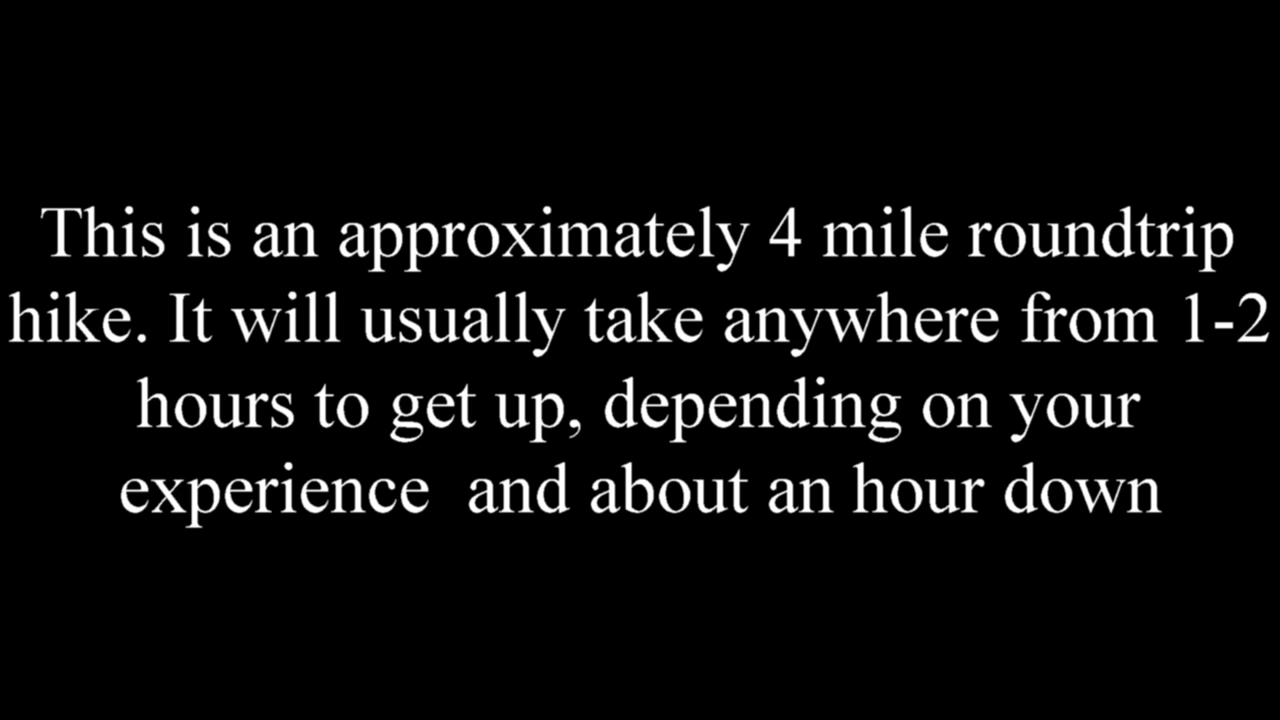 This is an approximately 4 mile roundtrip
hike. It will usually take anywhere from 1-2
hours to get up, depending on your
experience  and about an hour down